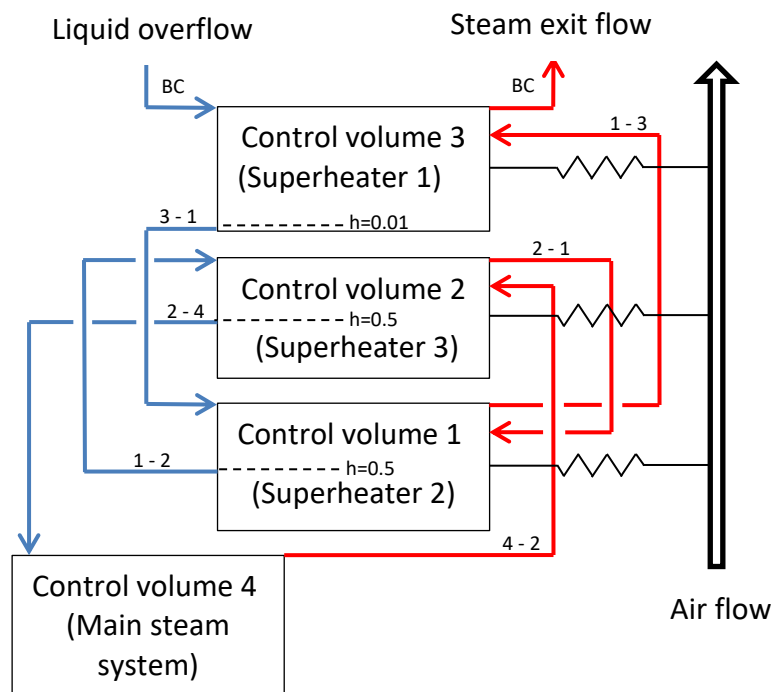 Liquid overflow
Steam exit flow
BC
BC
Control volume 3
(Superheater 1)
1 - 3
3 - 1
h=0.01
2 - 1
Control volume 2
2 - 4
h=0.5
(Superheater 3)
Control volume 1
1 - 2
h=0.5
(Superheater 2)
4 - 2
Control volume 4
(Main steam
system)
Air flow